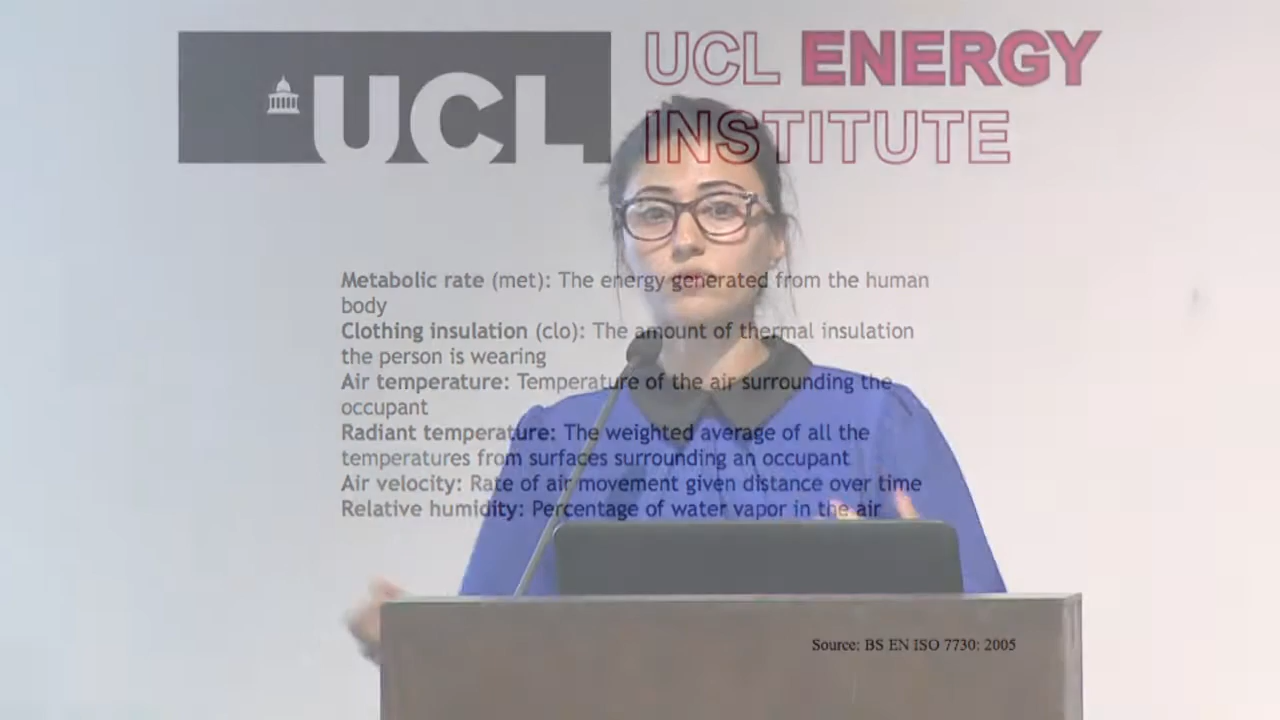 UCL
UCL ENERGY
INSTITUTE
Metabolic rate (met): The energy generated from the human
body
Clothing insulation (clo): The amount of thermal insulation
the person is wearing
Air temperature: Temperature of the air surrounding the
occupant
Radiant temperature: The weighted average of all the
temperatures from surfaces surrounding an occupant
Air velocity: Rate of air movement given distance over time
Relative humidity: Percentage of water vapor in the air
Source: BS EN ISO 7730: 2005